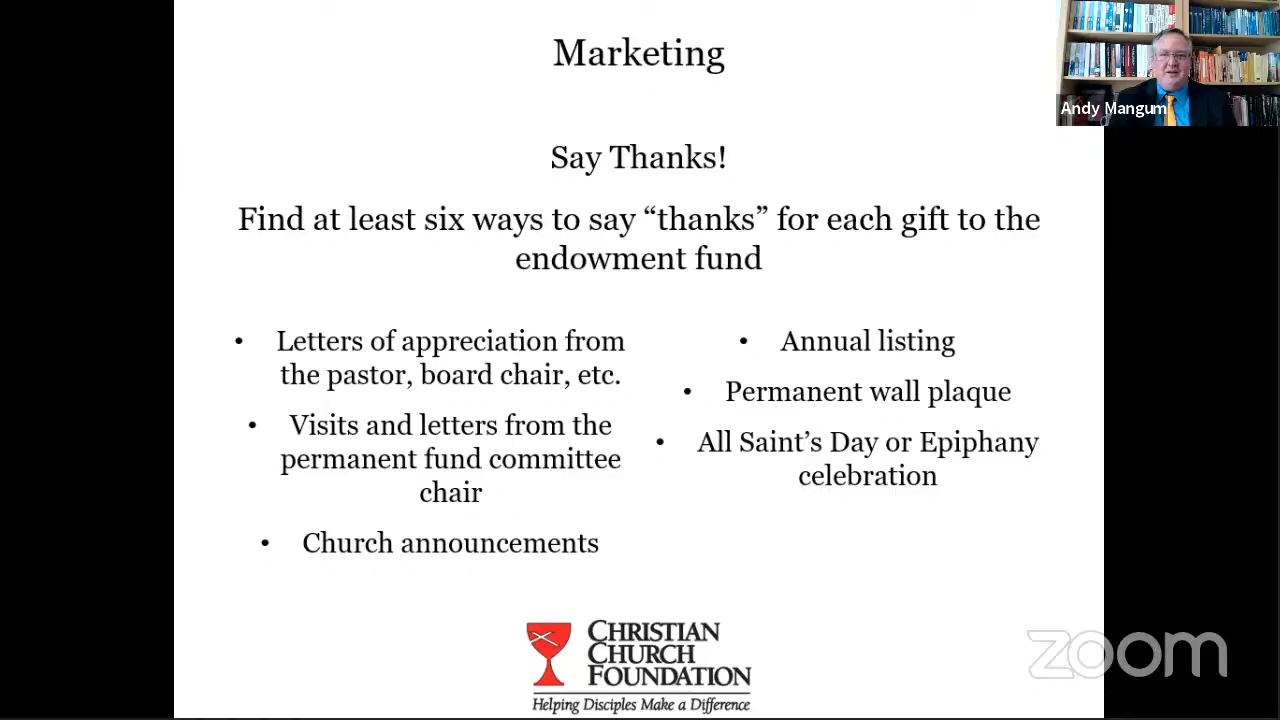 Marketing
Andy Mangum
Say Thanks!
Find at least six ways to say “thanks” for each gift to the
endowment fund
• Letters of appreciation from
the pastor, board chair, etc.
• Visits and letters from the
permanent fund committee
chair
• Church announcements
• Annual listing
• Permanent wall plaque
• All Saint’s Day or Epiphany
celebration
CHRISTIAN
CHURCH
FOUNDATION
Helping Disciples Make a Difference
zoom